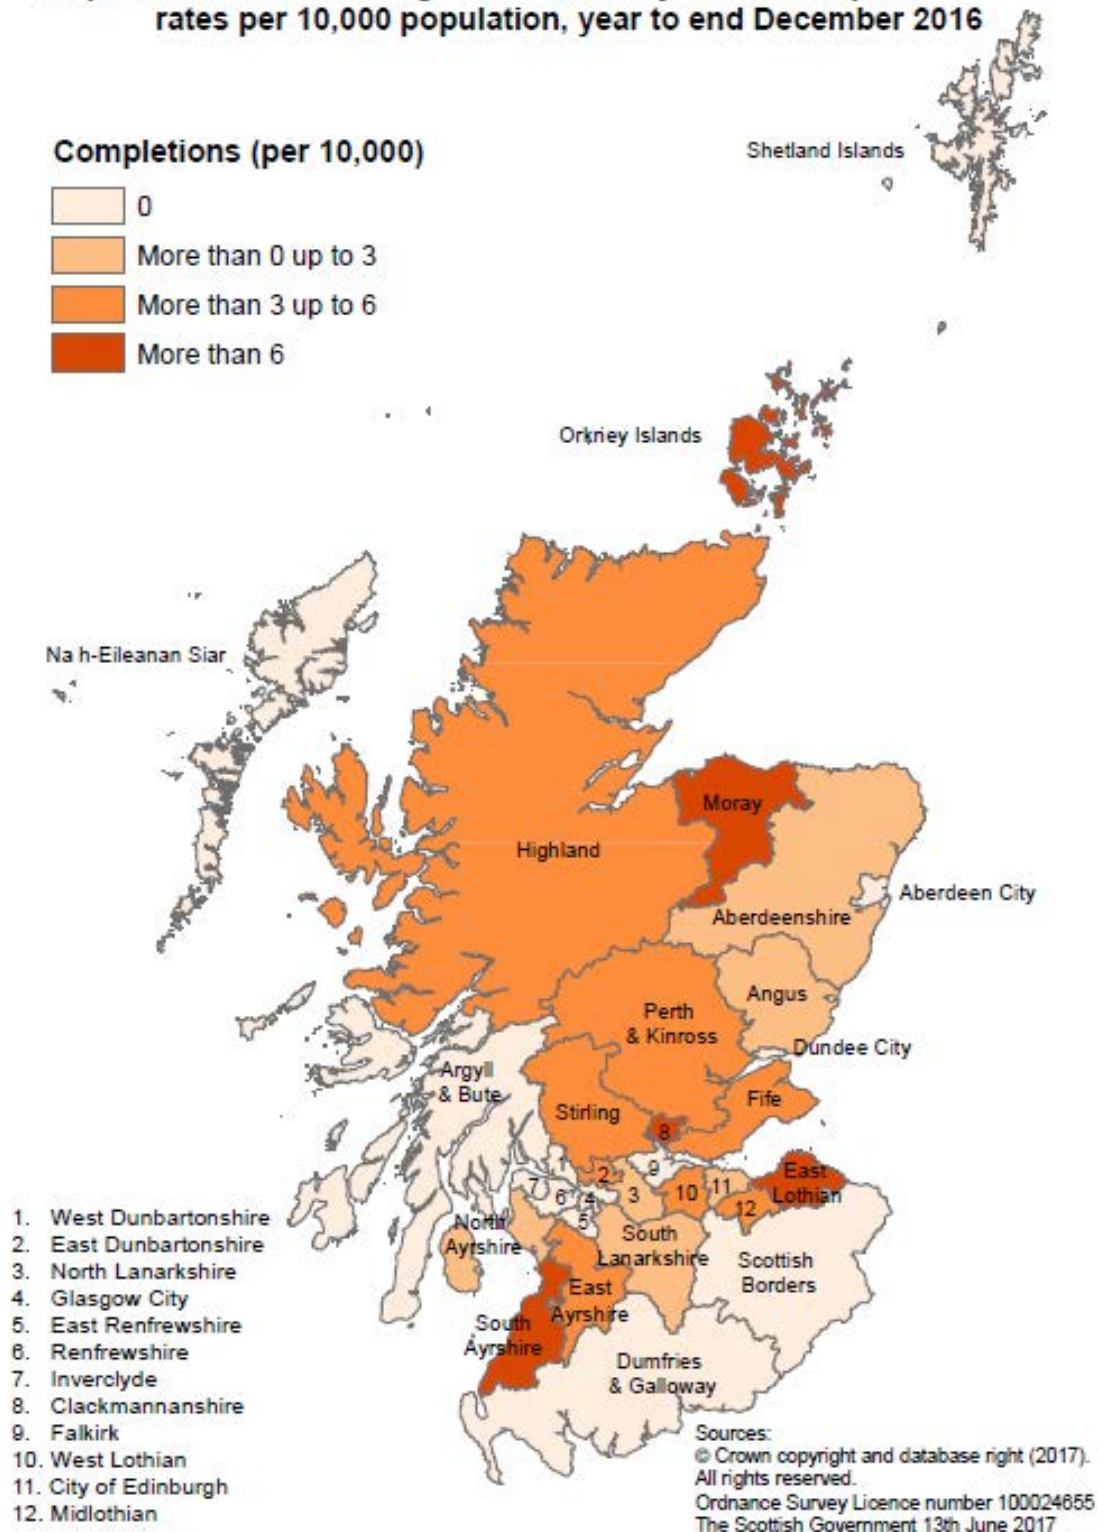 rates per 10,000 population, year to end December 2016
Completions (per 10,000)
0
More than 0 up to 3
More than 3 up to 6
More than 6
Shetland Islands
Orkney Islands
Na h-Eileanan Siar
Moray
Highland
Aberdeen City
Aberdeenshire
Angus
Perth
& Kinross
Dundee City
Argyll
& Bute
Fife
Stirling
8
1
2
9
East
Lothian
7
6
4
3
10
11
12
5
North
Ayrshire
South
Lanarkshire
Scottish
Borders
East
Ayrshire
South
Ayrshire
Dumfries
& Galloway
1. West Dunbartonshire
2. East Dunbartonshire
3. North Lanarkshire
4. Glasgow City
5. East Renfrewshire
6. Renfrewshire
7. Inverclyde
8. Clackmannanshire
9. Falkirk
10. West Lothian
11. City of Edinburgh
12. Midlothian
Sources:
© Crown copyright and database right (2017).
All rights reserved.
Ordnance Survey Licence number 100024655
The Scottish Government 13th June 2017